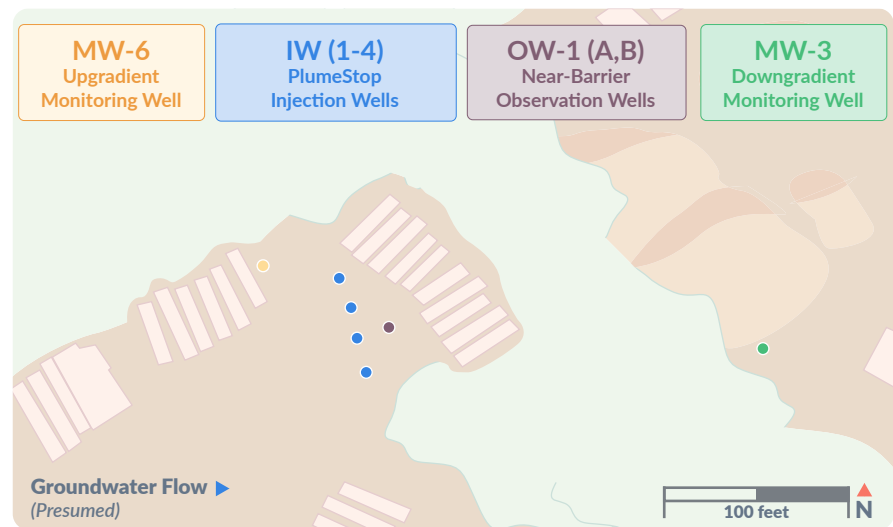 MW-6
Upgradient
Monitoring Well
IW (1-4)
PlumeStop
Injection Wells
OW-1 (A,B)
Near-Barrier
Observation Wells
MW-3
Downgradient
Monitoring Well
Groundwater Flow
(Presumed)
100 feet
N